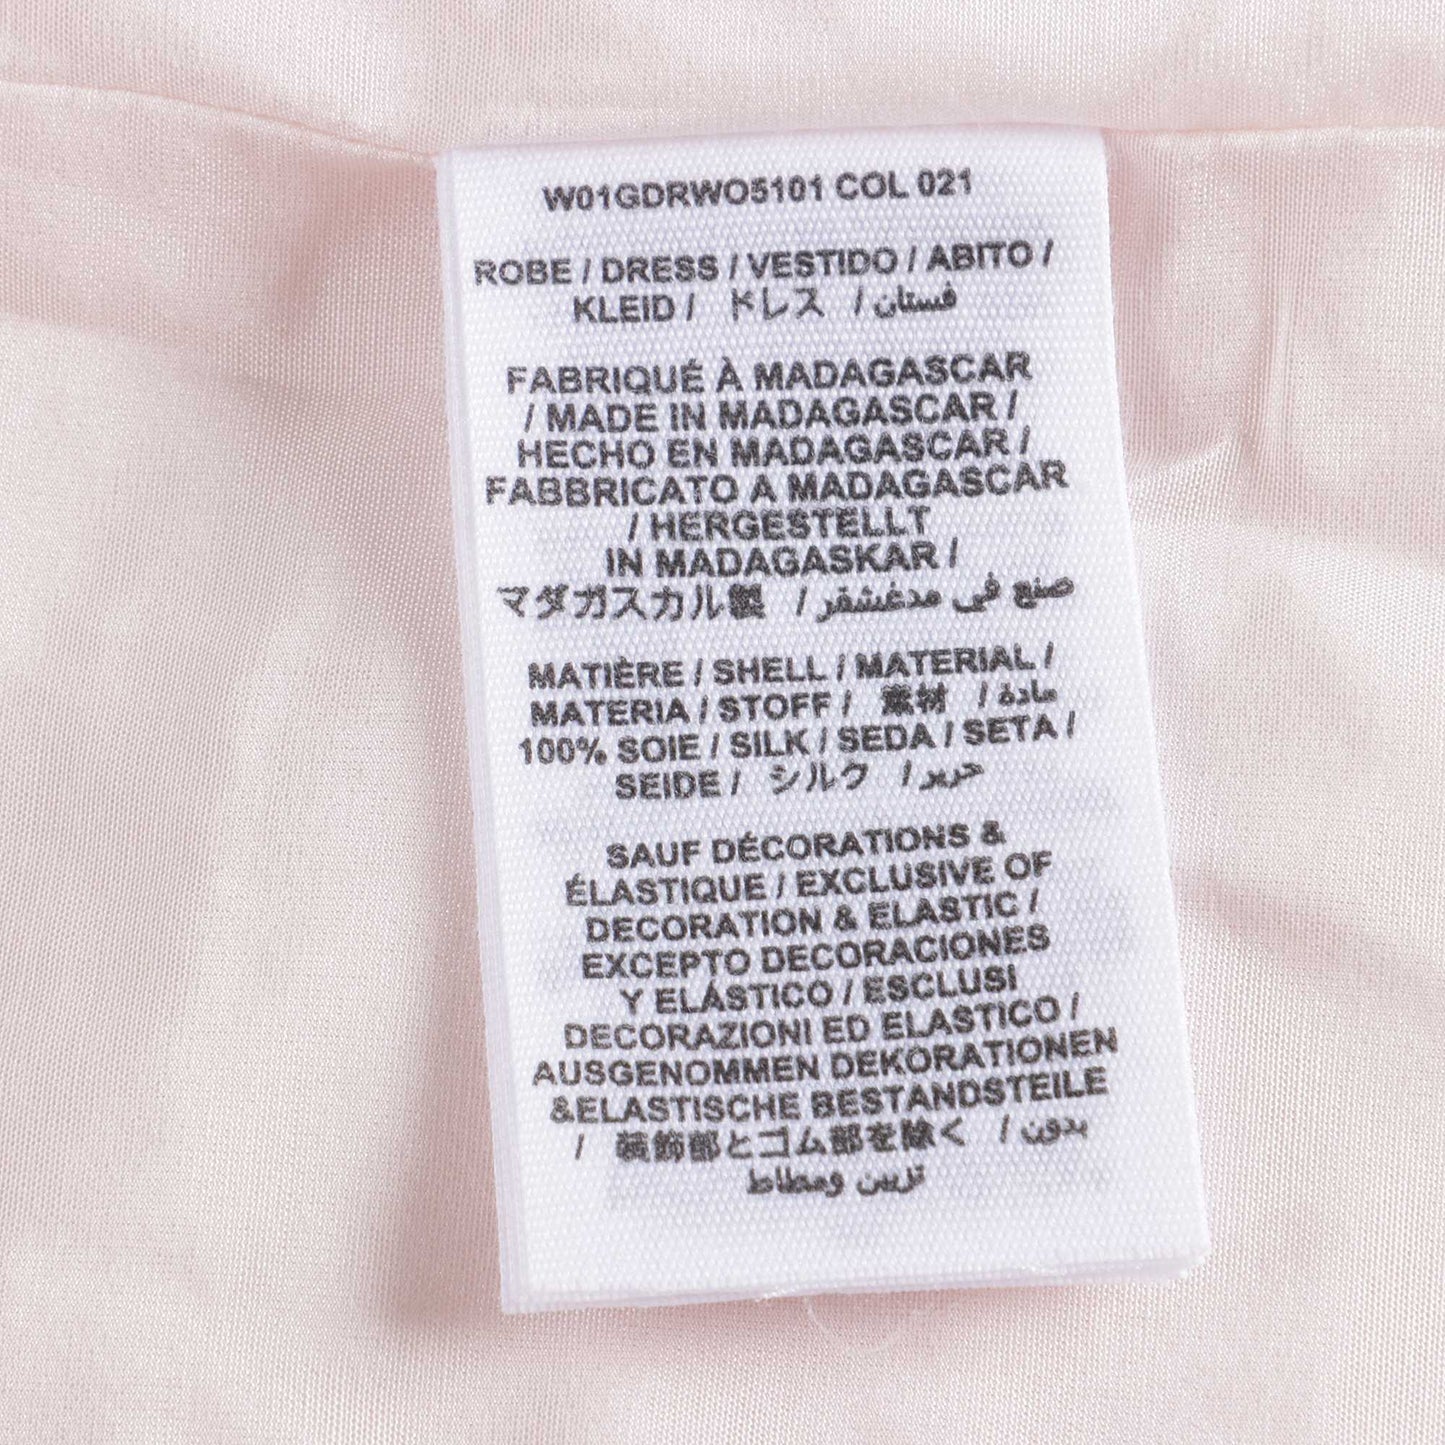 W01GDRWO5101 COL 021
ROBE / DRESS / VESTIDO / ABITO /
KLEID / ドレス / فستان
FABRIQUÉ À MADAGASCAR
/ MADE IN MADAGASCAR /
HECHO EN MADAGASCAR /
FABBRICATO A MADAGASCAR
/ HERGESTELLT
IN MADAGASKAR /
マダガスカル製 / صنع في مدغشقر
MATIÈRE / SHELL / MATERIAL /
MATERIA / STOFF / 素材 / مادة
100% SOIE / SILK / SEDA / SETA /
SEIDE / シルク / حرير
SAUF DÉCORATIONS &
ÉLASTIQUE / EXCLUSIVE OF
DECORATION & ELASTIC /
EXCEPTO DECORACIONES
Y ELÁSTICO / ESCLUSI
DECORAZIONI ED ELASTICO /
AUSGENOMMEN DEKORATIONEN
&ELASTISCHE BESTANDSTEILE
/ 装飾部とゴム部を除く / بدون
تزيين ومطاط